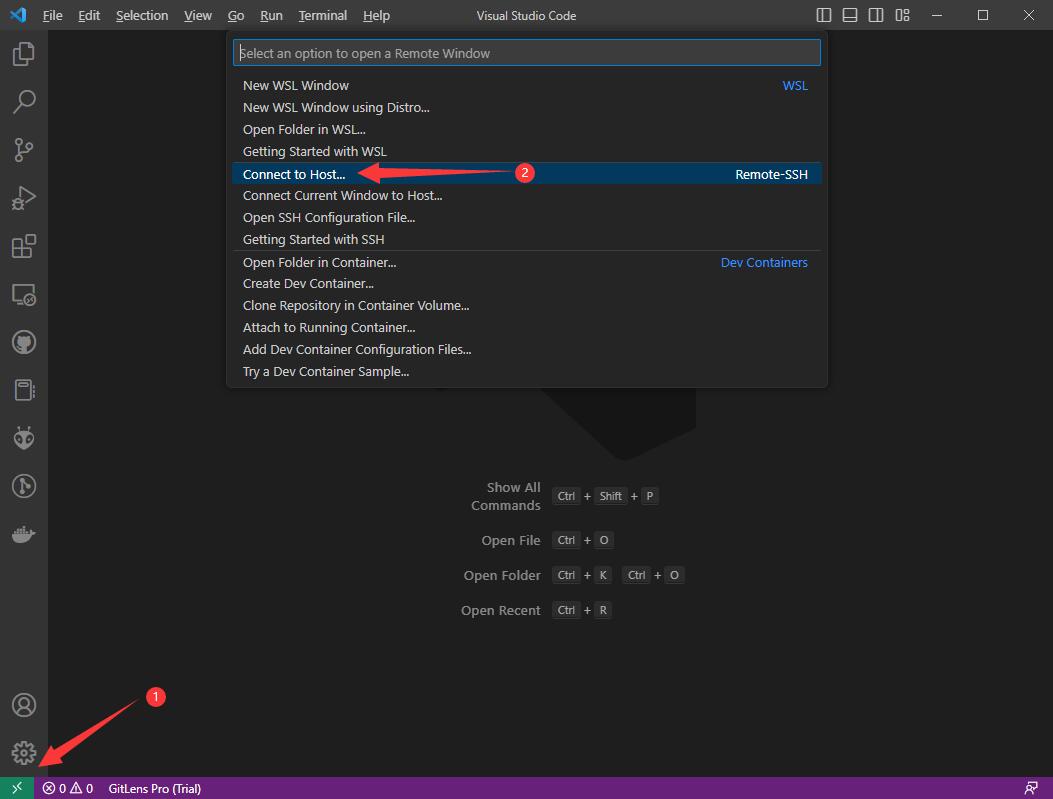 File Edit Selection View Go Run Terminal Help Visual Studio Code
Select an option to open a Remote Window
New WSL Window WSL
New WSL Window using Distro...
Open Folder in WSL...
Getting Started with WSL
Connect to Host... 2 Remote-SSH
Connect Current Window to Host...
Open SSH Configuration File...
Getting Started with SSH
Open Folder in Container... Dev Containers
Create Dev Container...
Clone Repository in Container Volume...
Attach to Running Container...
Add Dev Container Configuration Files...
Try a Dev Container Sample...
Show All
Commands Ctrl + Shift + P
Open File Ctrl + O
Open Folder Ctrl + K Ctrl + O
Open Recent Ctrl + R
1
0 0 GitLens Pro (Trial)